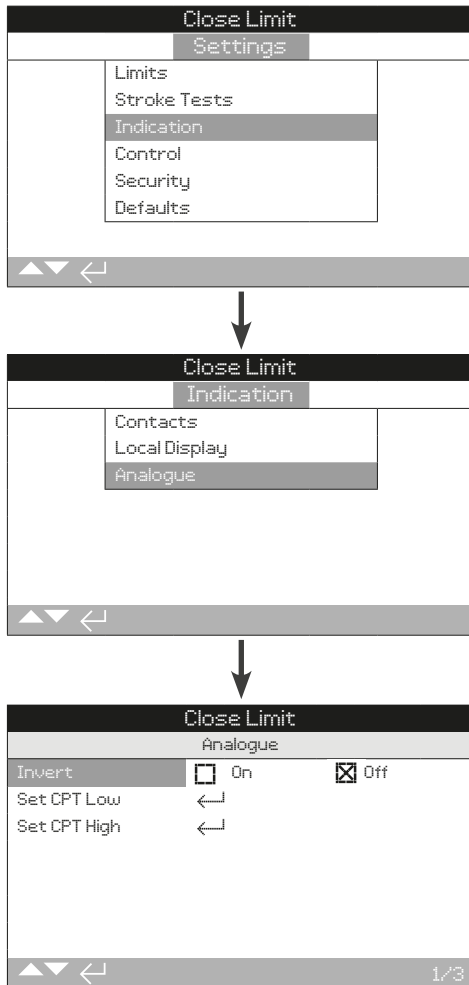 Close Limit
Settings
Limits
Stroke Tests
Indication
Control
Security
Defaults
Close Limit
Indication
Contacts
Local Display
Analogue
Close Limit
Analogue
Invert On Off
Set CPT Low
Set CPT High
1/3